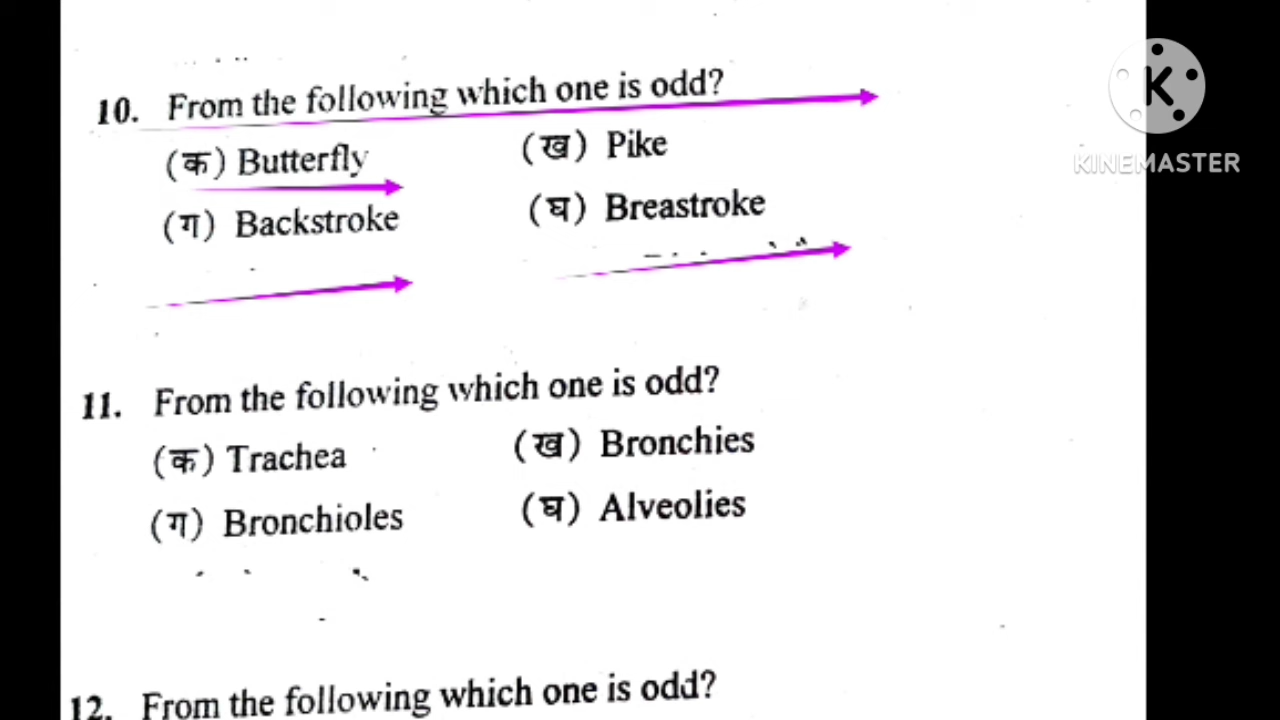 10. From the following which one is odd?
(क) Butterfly (ख) Pike
(ग) Backstroke (घ) Breastroke
11. From the following which one is odd?
(क) Trachea (ख) Bronchies
(ग) Bronchioles (घ) Alveolies
12. From the following which one is odd?
K
KINEMASTER